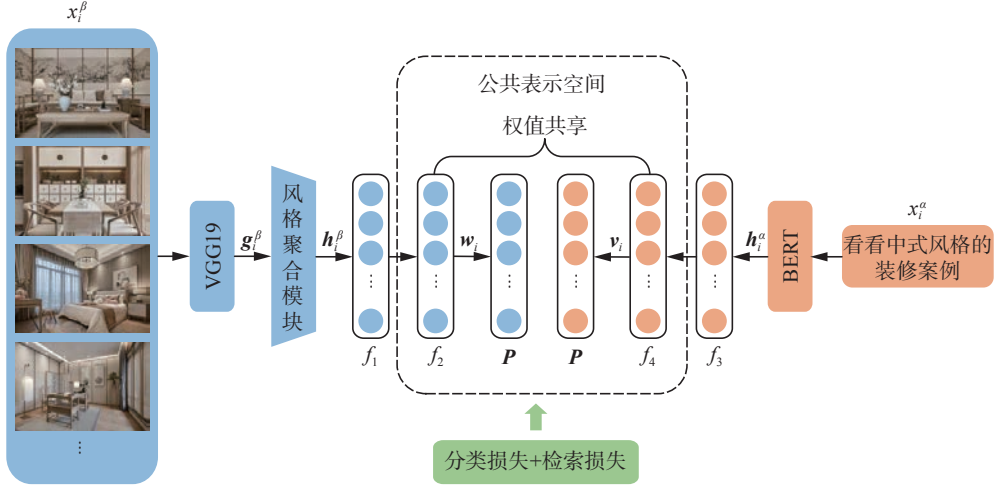 x_i^β
公共表示空间
权值共享
VGG19
g_i^β
风格聚合模块
h_i^β
w_i
v_i
h_i^α
BERT
x_i^α
看看中式风格的
装修案例
⋮
⋮
⋮
⋮
⋮
⋮
⋮
f_1
f_2
P
P
f_4
f_3
分类损失+检索损失